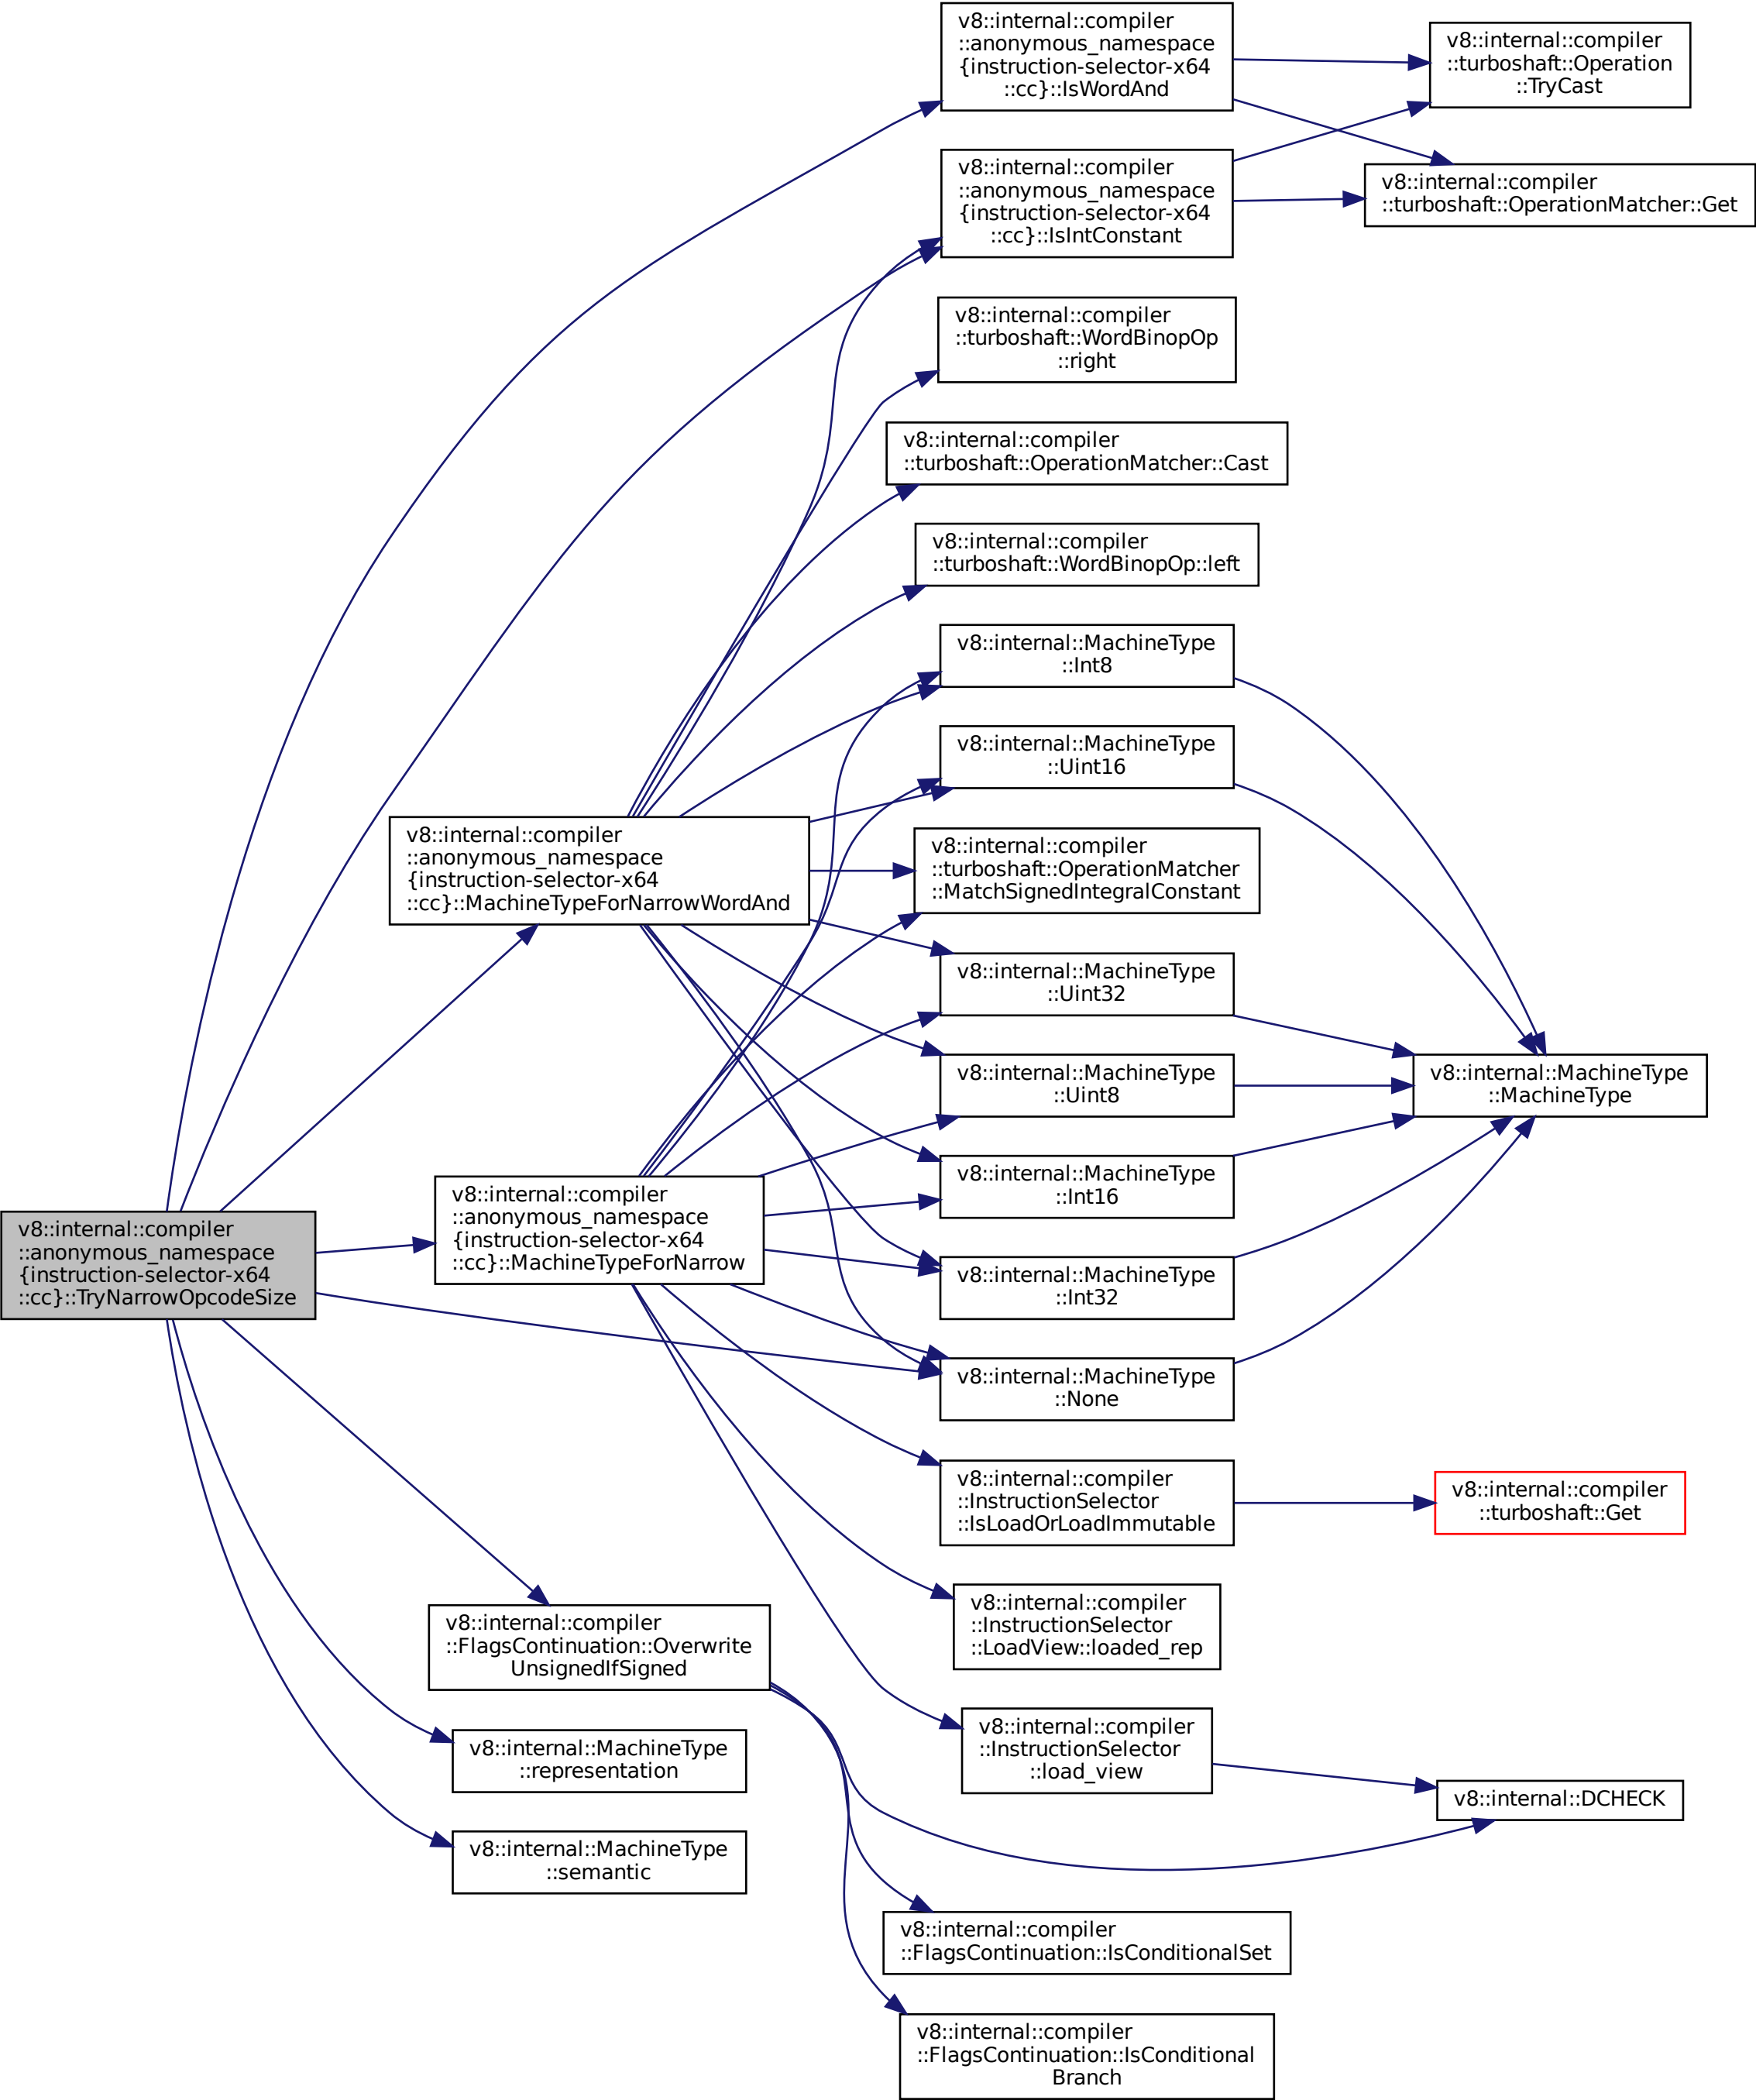 v8::internal::compiler
::anonymous_namespace
{instruction-selector-x64
::cc}::IsWordAnd
v8::internal::compiler
::turboshaft::Operation
::TryCast
v8::internal::compiler
::anonymous_namespace
{instruction-selector-x64
::cc}::IsIntConstant
v8::internal::compiler
::turboshaft::OperationMatcher::Get
v8::internal::compiler
::turboshaft::WordBinopOp
::right
v8::internal::compiler
::turboshaft::OperationMatcher::Cast
v8::internal::compiler
::turboshaft::WordBinopOp::left
v8::internal::MachineType
::Int8
v8::internal::MachineType
::Uint16
v8::internal::compiler
::anonymous_namespace
{instruction-selector-x64
::cc}::MachineTypeForNarrowWordAnd
v8::internal::compiler
::turboshaft::OperationMatcher
::MatchSignedIntegralConstant
v8::internal::MachineType
::Uint32
v8::internal::MachineType
::Uint8
v8::internal::MachineType
::MachineType
v8::internal::MachineType
::Int16
v8::internal::compiler
::anonymous_namespace
{instruction-selector-x64
::cc}::MachineTypeForNarrow
v8::internal::compiler
::anonymous_namespace
{instruction-selector-x64
::cc}::TryNarrowOpcodeSize
v8::internal::MachineType
::Int32
v8::internal::MachineType
::None
v8::internal::compiler
::InstructionSelector
::IsLoadOrLoadImmutable
v8::internal::compiler
::turboshaft::Get
v8::internal::compiler
::InstructionSelector
::LoadView::loaded_rep
v8::internal::compiler
::FlagsContinuation::Overwrite
UnsignedIfSigned
v8::internal::compiler
::InstructionSelector
::load_view
v8::internal::MachineType
::representation
v8::internal::DCHECK
v8::internal::MachineType
::semantic
v8::internal::compiler
::FlagsContinuation::IsConditionalSet
v8::internal::compiler
::FlagsContinuation::IsConditional
Branch